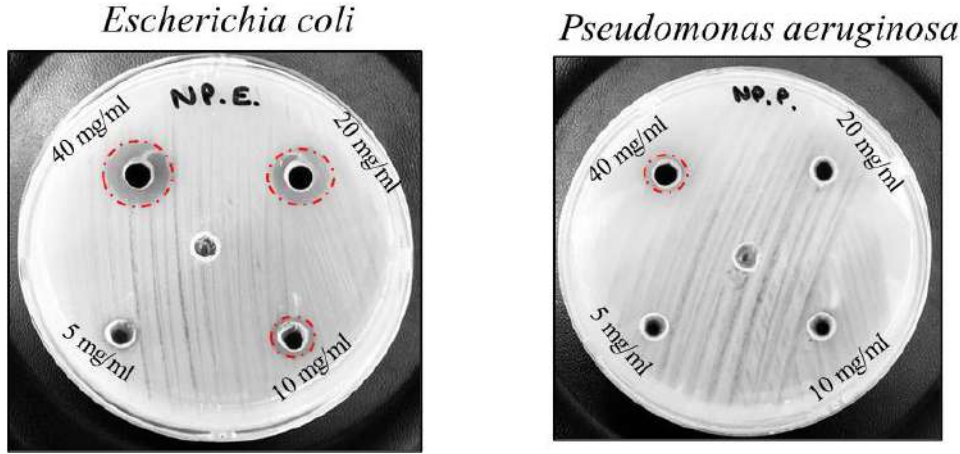 Escherichia coli
NP.E.
40 mg/ml
20 mg/ml
5 mg/ml
10 mg/ml
Pseudomonas aeruginosa
NP.P.
40 mg/ml
20 mg/ml
5 mg/ml
10 mg/ml